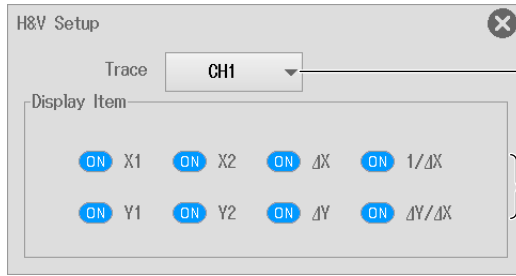 H&V Setup
Trace CH1
Display Item
ON X1 ON X2 ON ΔX ON 1/ΔX
ON Y1 ON Y2 ON ΔY ON ΔY/ΔX